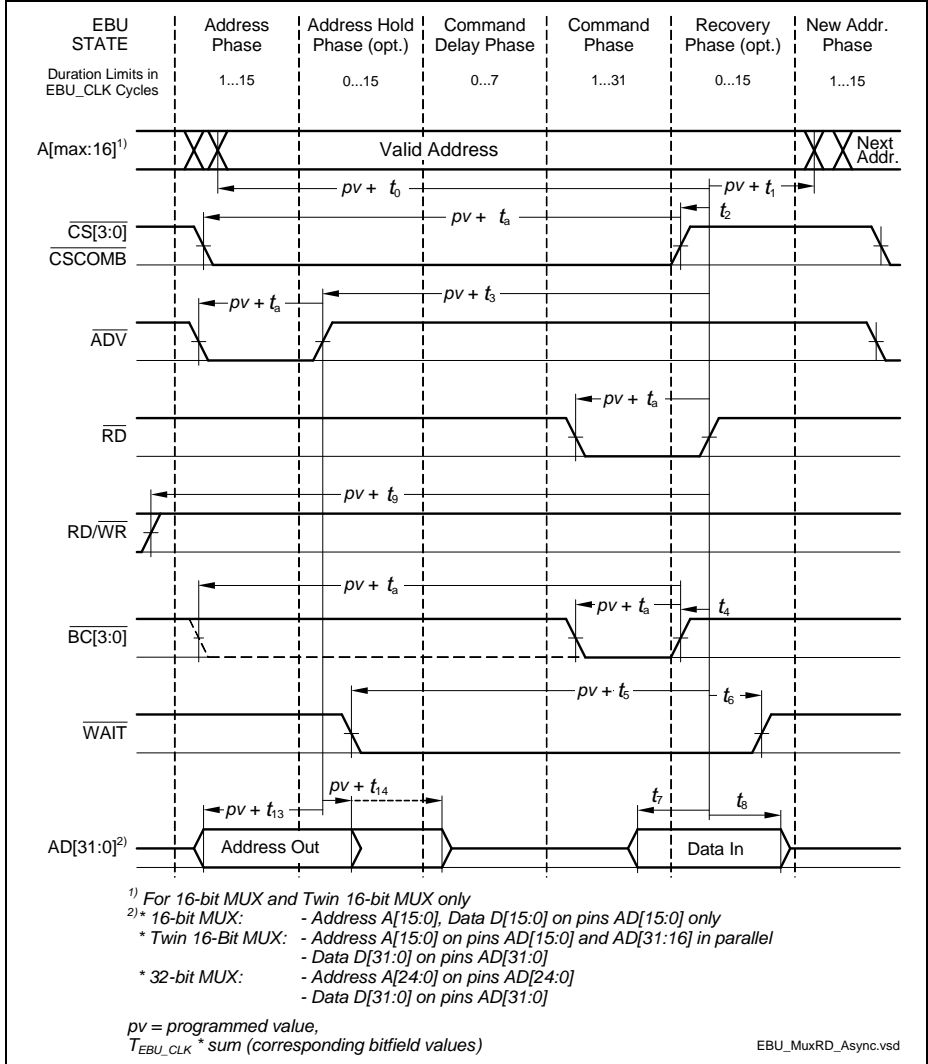 EBU STATE Address Phase Address Hold Phase (opt.) Command Delay Phase Command Phase Recovery Phase (opt.) New Addr. Phase
Duration Limits in EBU_CLK Cycles 1...15 0...15 0...7 1...31 0...15 1...15
A[max:16]1) Valid Address Next Addr.
pv + t0 pv + t1
pv + ta t2
CS[3:0]
CSCOMB
pv + ta pv + t3
ADV
pv + ta
RD
pv + t9
RD/WR
pv + ta
pv + ta t4
BC[3:0]
pv + t5 t6
WAIT
pv + t14
pv + t13 t7 t8
AD[31:0]2) Address Out Data In
1) For 16-bit MUX and Twin 16-bit MUX only
2)* 16-bit MUX: - Address A[15:0], Data D[15:0] on pins AD[15:0] only
* Twin 16-Bit MUX: - Address A[15:0] on pins AD[15:0] and AD[31:16] in parallel
- Data D[31:0] on pins AD[31:0]
* 32-bit MUX: - Address A[24:0] on pins AD[24:0]
- Data D[31:0] on pins AD[31:0]
pv = programmed value,
TEBU_CLK * sum (corresponding bitfield values) EBU_MuxRD_Async.vsd